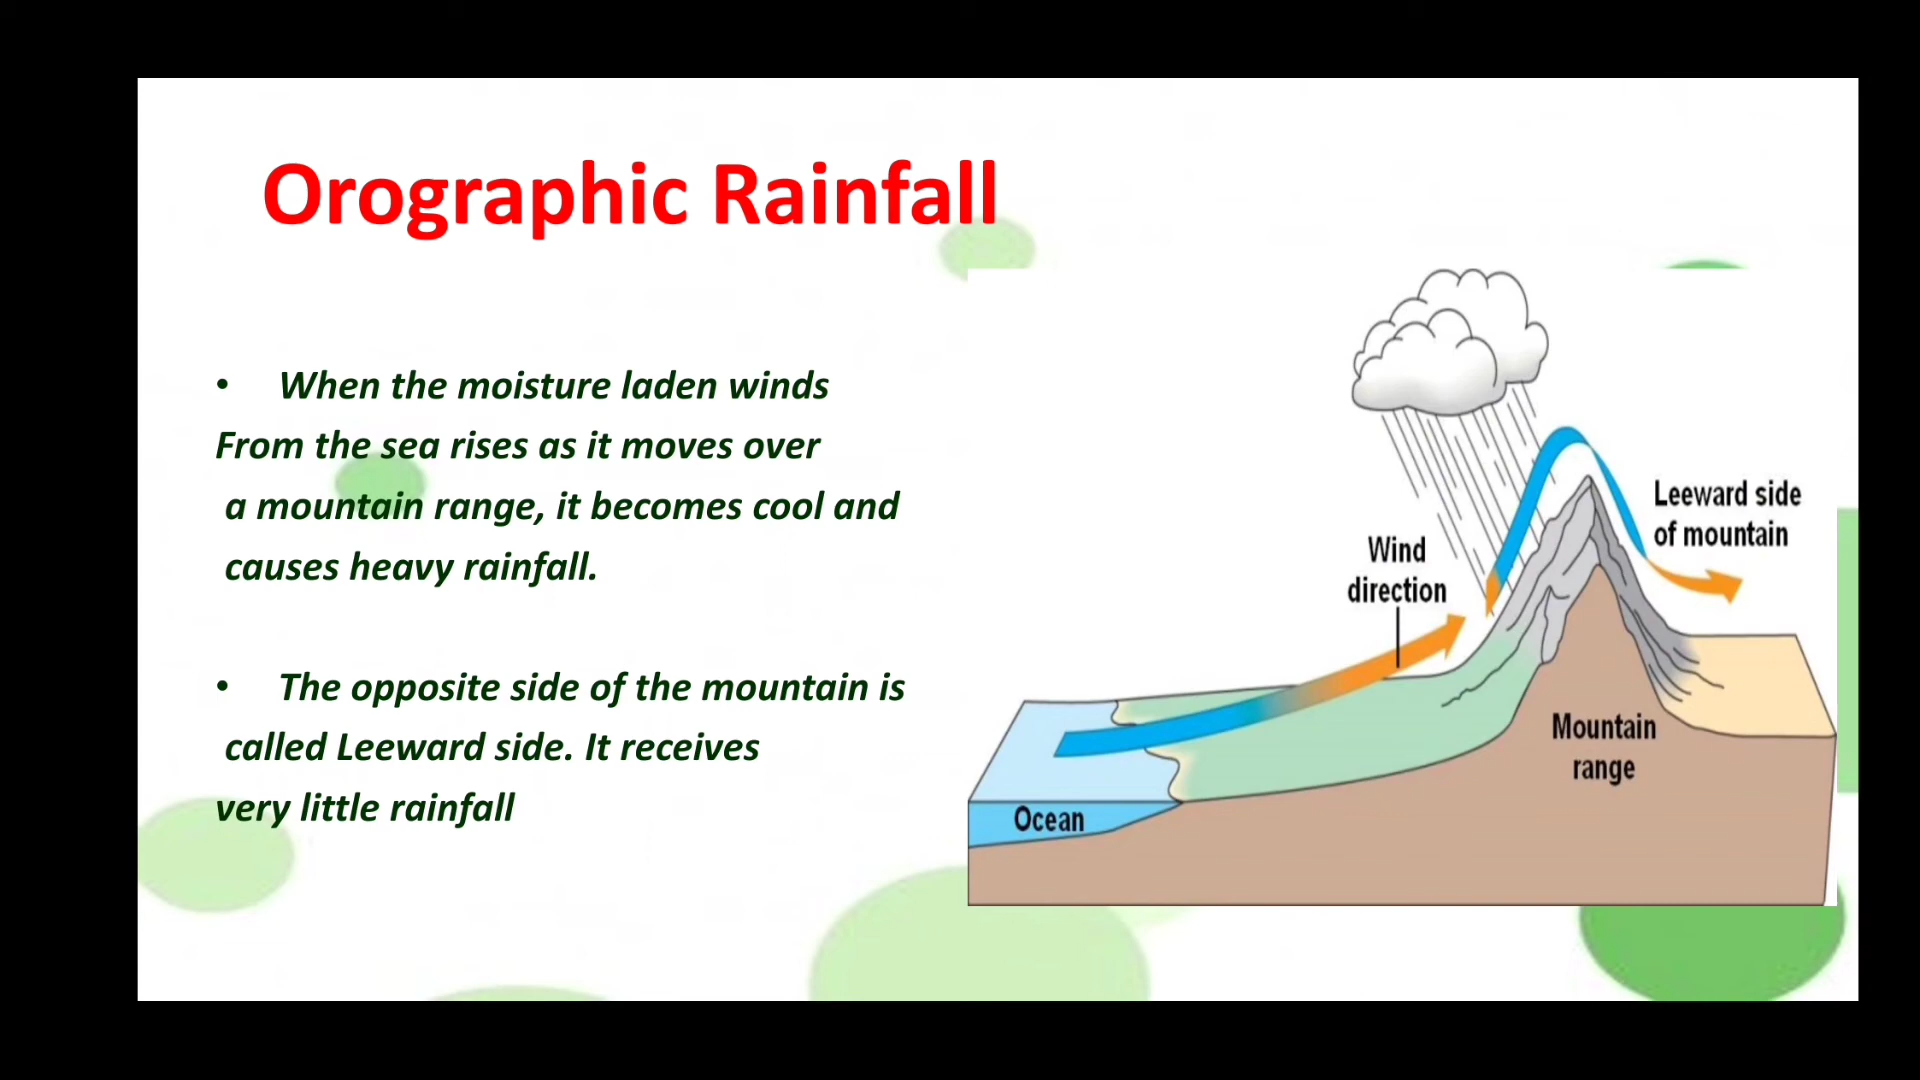 Orographic Rainfall
• When the moisture laden winds
From the sea rises as it moves over
a mountain range, it becomes cool and
causes heavy rainfall.
• The opposite side of the mountain is
called Leeward side. It receives
very little rainfall
Leeward side
of mountain
Wind
direction
Mountain
range
Ocean